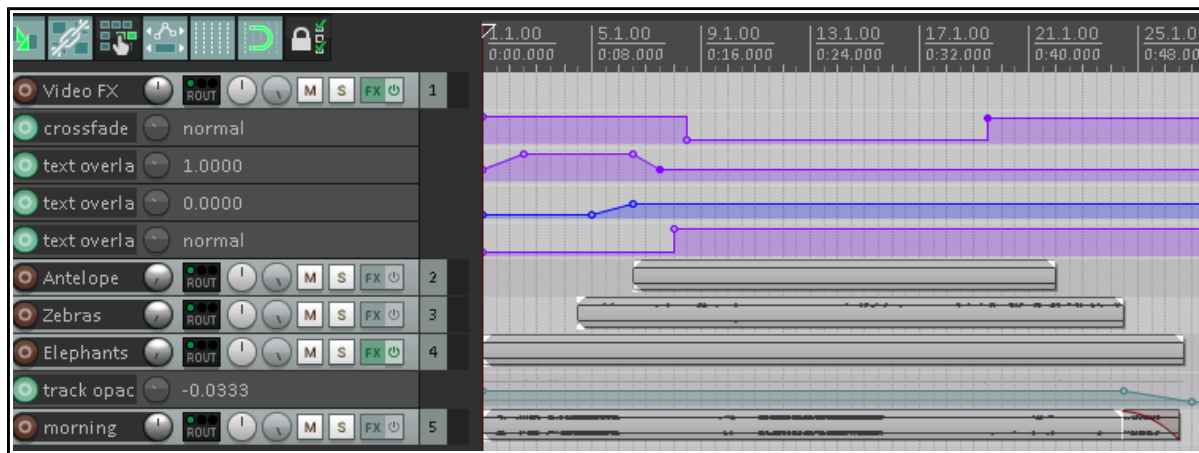 1.1.00 5.1.00 9.1.00 13.1.00 17.1.00 21.1.00 25.1.0
0:00.000 0:08.000 0:16.000 0:24.000 0:32.000 0:40.000 0:48.00
Video FX ROUT M S FX 1
crossfade normal
text overla 1.0000
text overla 0.0000
text overla normal
Antelope ROUT M S FX 2
Zebras ROUT M S FX 3
Elephants ROUT M S FX 4
track opac -0.0333
morning ROUT M S FX 5